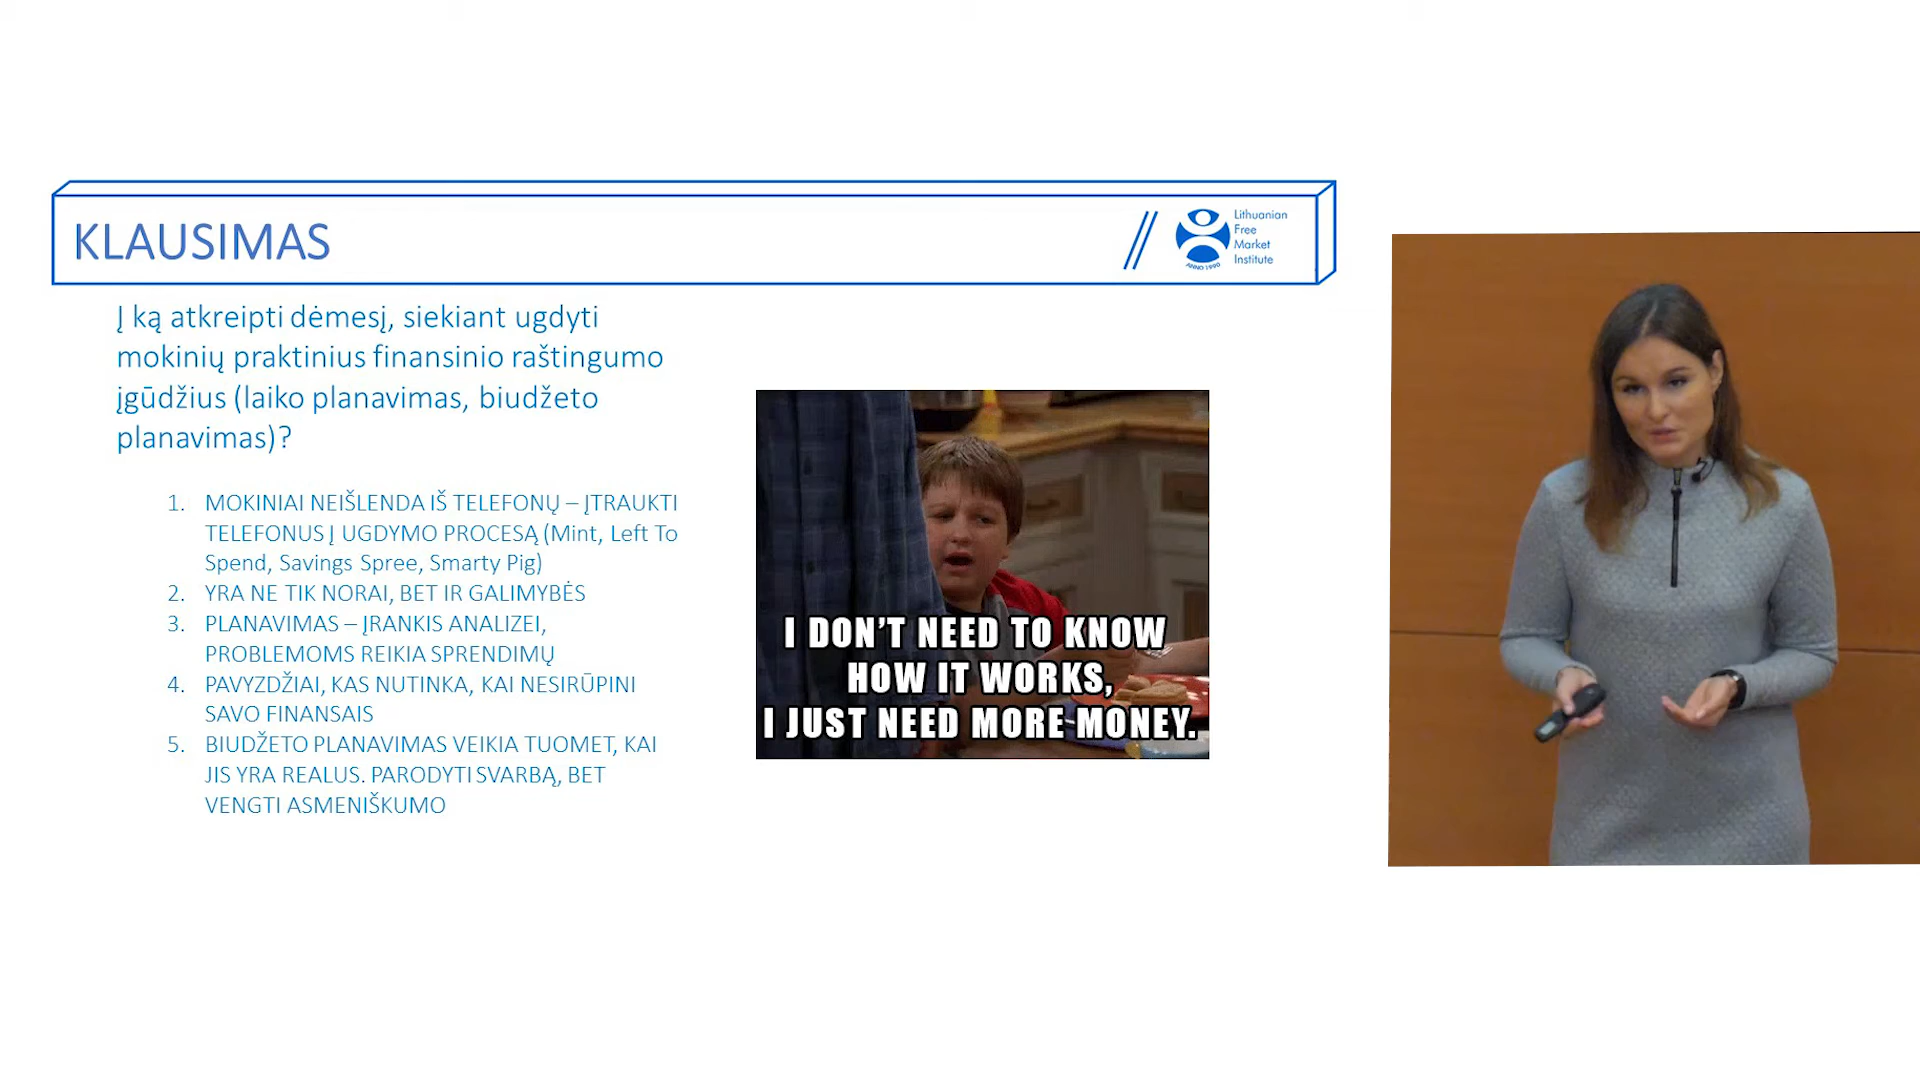 KLAUSIMAS
Lithuanian
Free
Market
Institute
ANNO 1990
Į ką atkreipti dėmesį, siekiant ugdyti
mokinių praktinius finansinio raštingumo
įgūdžius (laiko planavimas, biudžeto
planavimas)?
1. MOKINIAI NEIŠLENDA IŠ TELEFONŲ – ĮTRAUKTI
TELEFONUS Į UGDYMO PROCESĄ (Mint, Left To
Spend, Savings Spree, Smarty Pig)
2. YRA NE TIK NORAI, BET IR GALIMYBĖS
3. PLANAVIMAS – ĮRANKIS ANALIZEI,
PROBLEMOMS REIKIA SPRENDIMŲ
4. PAVYZDŽIAI, KAS NUTINKA, KAI NESIRŪPINI
SAVO FINANSAIS
5. BIUDŽETO PLANAVIMAS VEIKIA TUOMET, KAI
JIS YRA REALUS. PARODYTI SVARBĄ, BET
VENGTI ASMENIŠKUMO
I DON'T NEED TO KNOW
HOW IT WORKS,
I JUST NEED MORE MONEY.